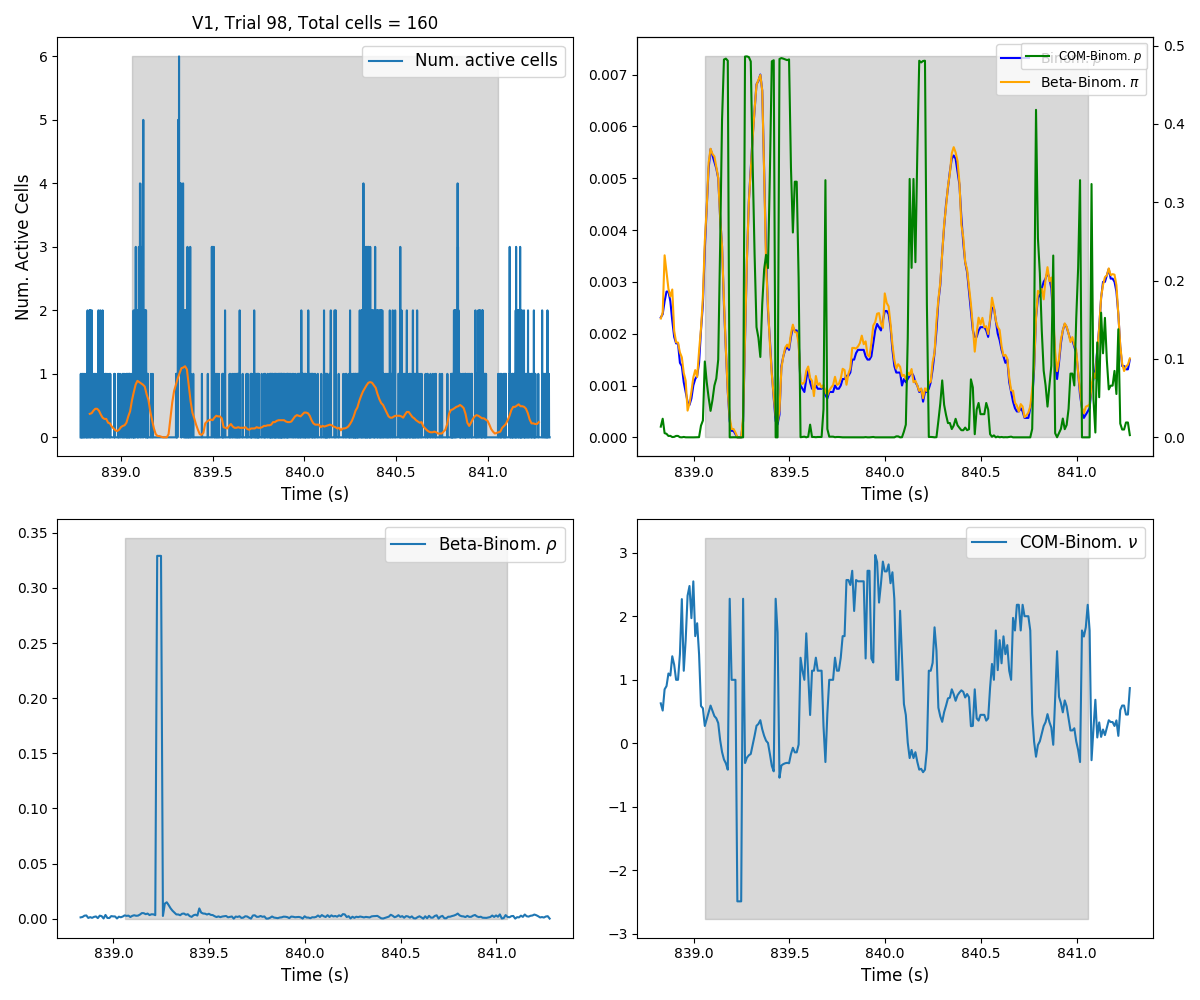 V1, Trial 98, Total cells = 160
Num. active cells
Num. Active Cells
6
5
4
3
2
1
0
839.0 839.5 840.0 840.5 841.0
Time (s)
COM-Binom. p
Beta-Binom. π
0.007
0.006
0.005
0.004
0.003
0.002
0.001
0.000
0.5
0.4
0.3
0.2
0.1
0.0
839.0 839.5 840.0 840.5 841.0
Time (s)
Beta-Binom. ρ
0.35
0.30
0.25
0.20
0.15
0.10
0.05
0.00
839.0 839.5 840.0 840.5 841.0
Time (s)
COM-Binom. ν
3
2
1
0
−1
−2
−3
839.0 839.5 840.0 840.5 841.0
Time (s)